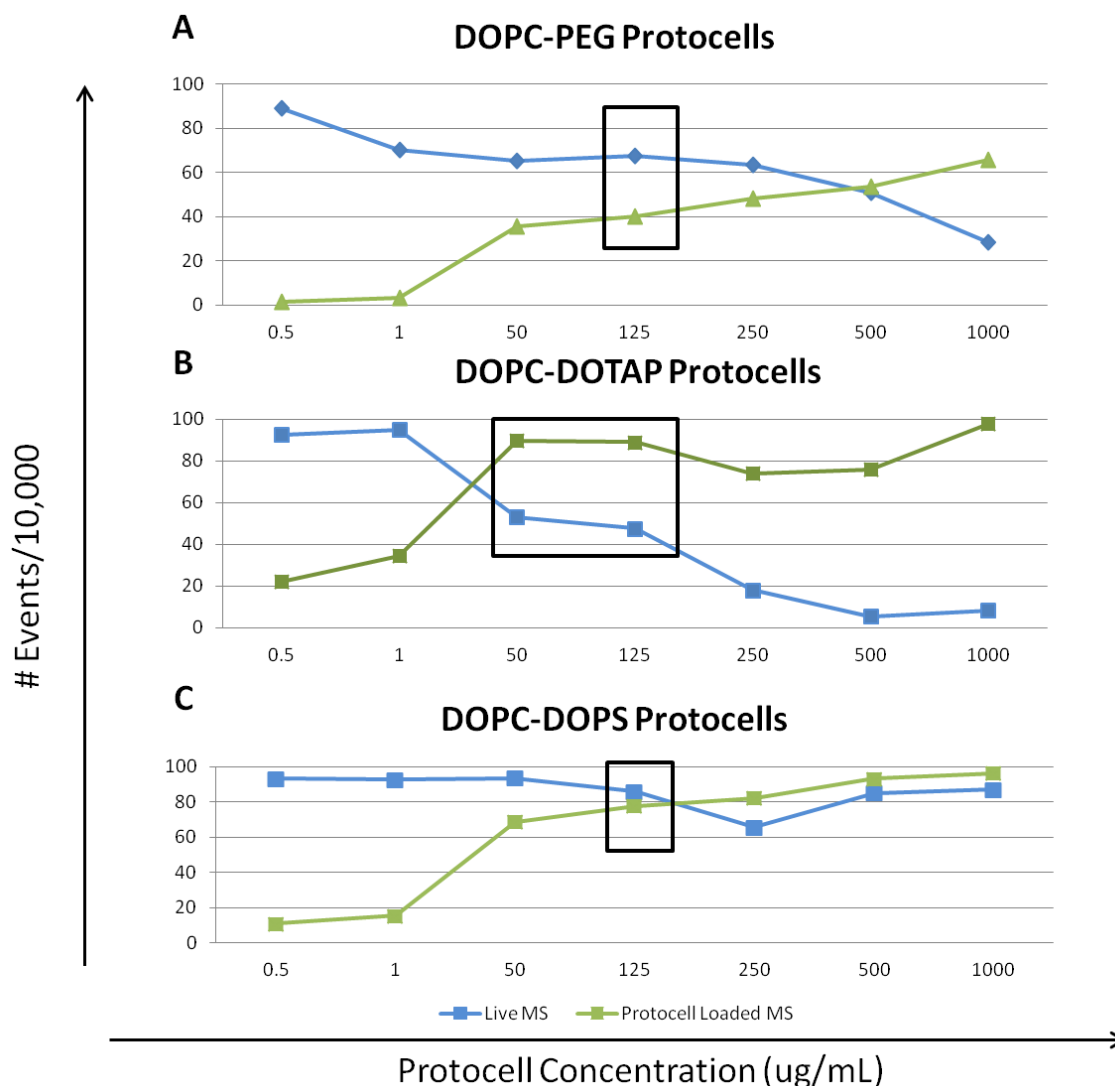 A
DOPC-PEG Protocells
100
80
60
40
20
0
0.5 1 50 125 250 500 1000
B
DOPC-DOTAP Protocells
100
80
60
40
20
0
0.5 1 50 125 250 500 1000
C
DOPC-DOPS Protocells
100
80
60
40
20
0
0.5 1 50 125 250 500 1000
Live MS Protocell Loaded MS
# Events/10,000
Protocell Concentration (ug/mL)